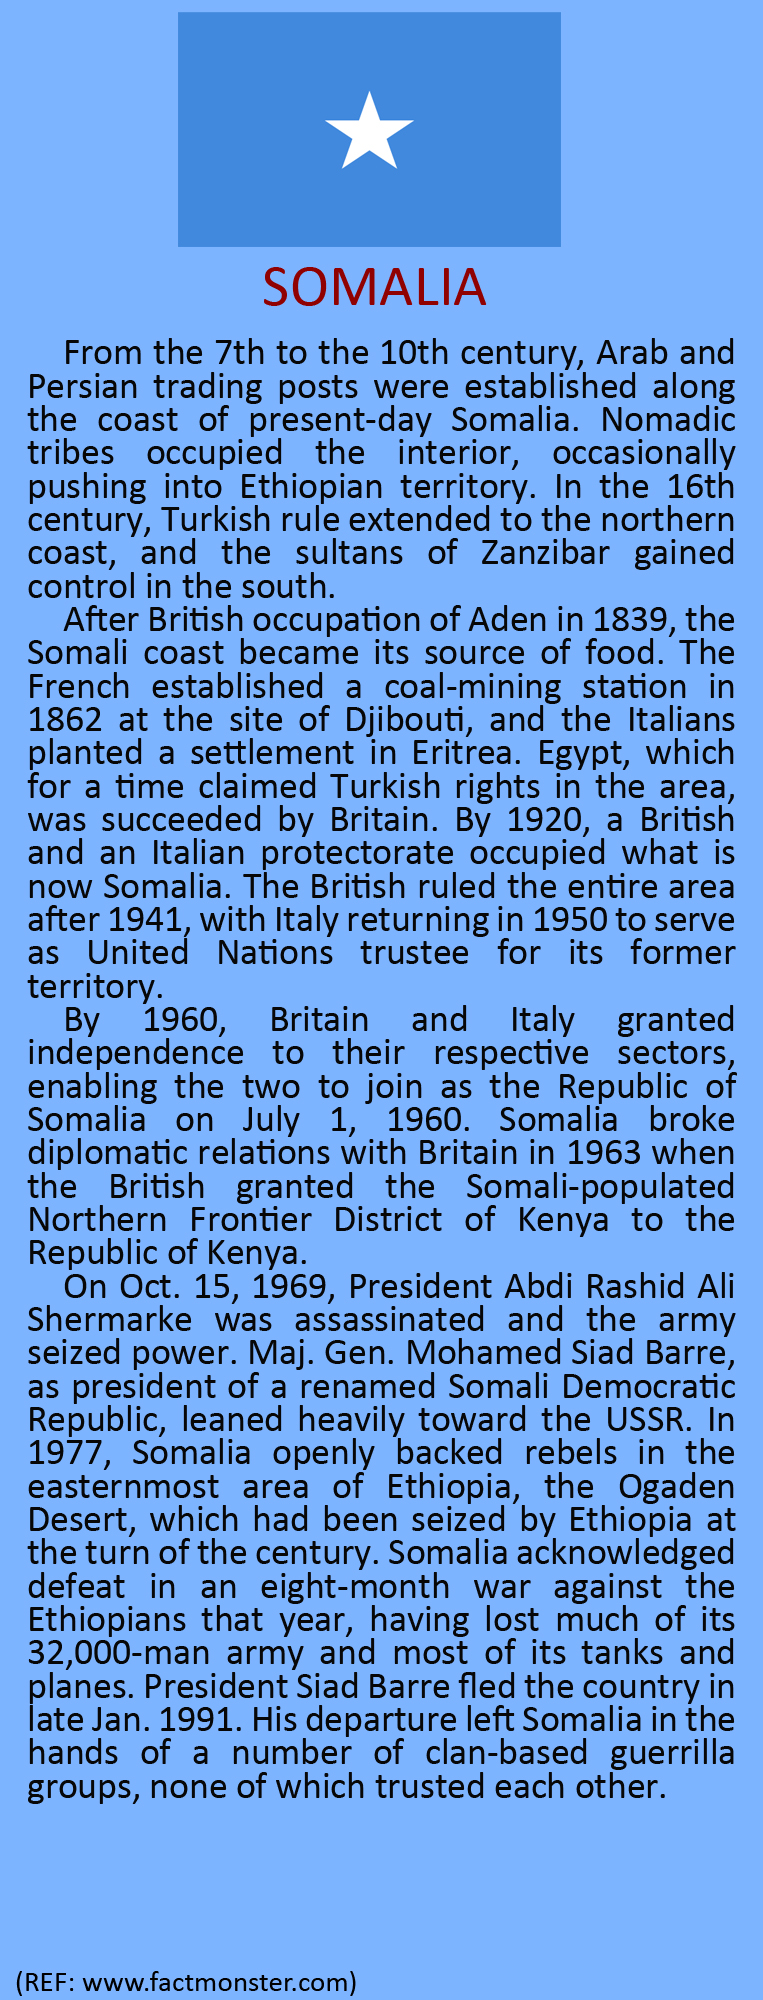 SOMALIA
From the 7th to the 10th century, Arab and
Persian trading posts were established along
the coast of present-day Somalia. Nomadic
tribes occupied the interior, occasionally
pushing into Ethiopian territory. In the 16th
century, Turkish rule extended to the northern
coast, and the sultans of Zanzibar gained
control in the south.
After British occupation of Aden in 1839, the
Somali coast became its source of food. The
French established a coal-mining station in
1862 at the site of Djibouti, and the Italians
planted a settlement in Eritrea. Egypt, which
for a time claimed Turkish rights in the area,
was succeeded by Britain. By 1920, a British
and an Italian protectorate occupied what is
now Somalia. The British ruled the entire area
after 1941, with Italy returning in 1950 to serve
as United Nations trustee for its former
territory.
By 1960, Britain and Italy granted
independence to their respective sectors,
enabling the two to join as the Republic of
Somalia on July 1, 1960. Somalia broke
diplomatic relations with Britain in 1963 when
the British granted the Somali-populated
Northern Frontier District of Kenya to the
Republic of Kenya.
On Oct. 15, 1969, President Abdi Rashid Ali
Shermarke was assassinated and the army
seized power. Maj. Gen. Mohamed Siad Barre,
as president of a renamed Somali Democratic
Republic, leaned heavily toward the USSR. In
1977, Somalia openly backed rebels in the
easternmost area of Ethiopia, the Ogaden
Desert, which had been seized by Ethiopia at
the turn of the century. Somalia acknowledged
defeat in an eight-month war against the
Ethiopians that year, having lost much of its
32,000-man army and most of its tanks and
planes. President Siad Barre fled the country in
late Jan. 1991. His departure left Somalia in the
hands of a number of clan-based guerrilla
groups, none of which trusted each other.
(REF: www.factmonster.com)